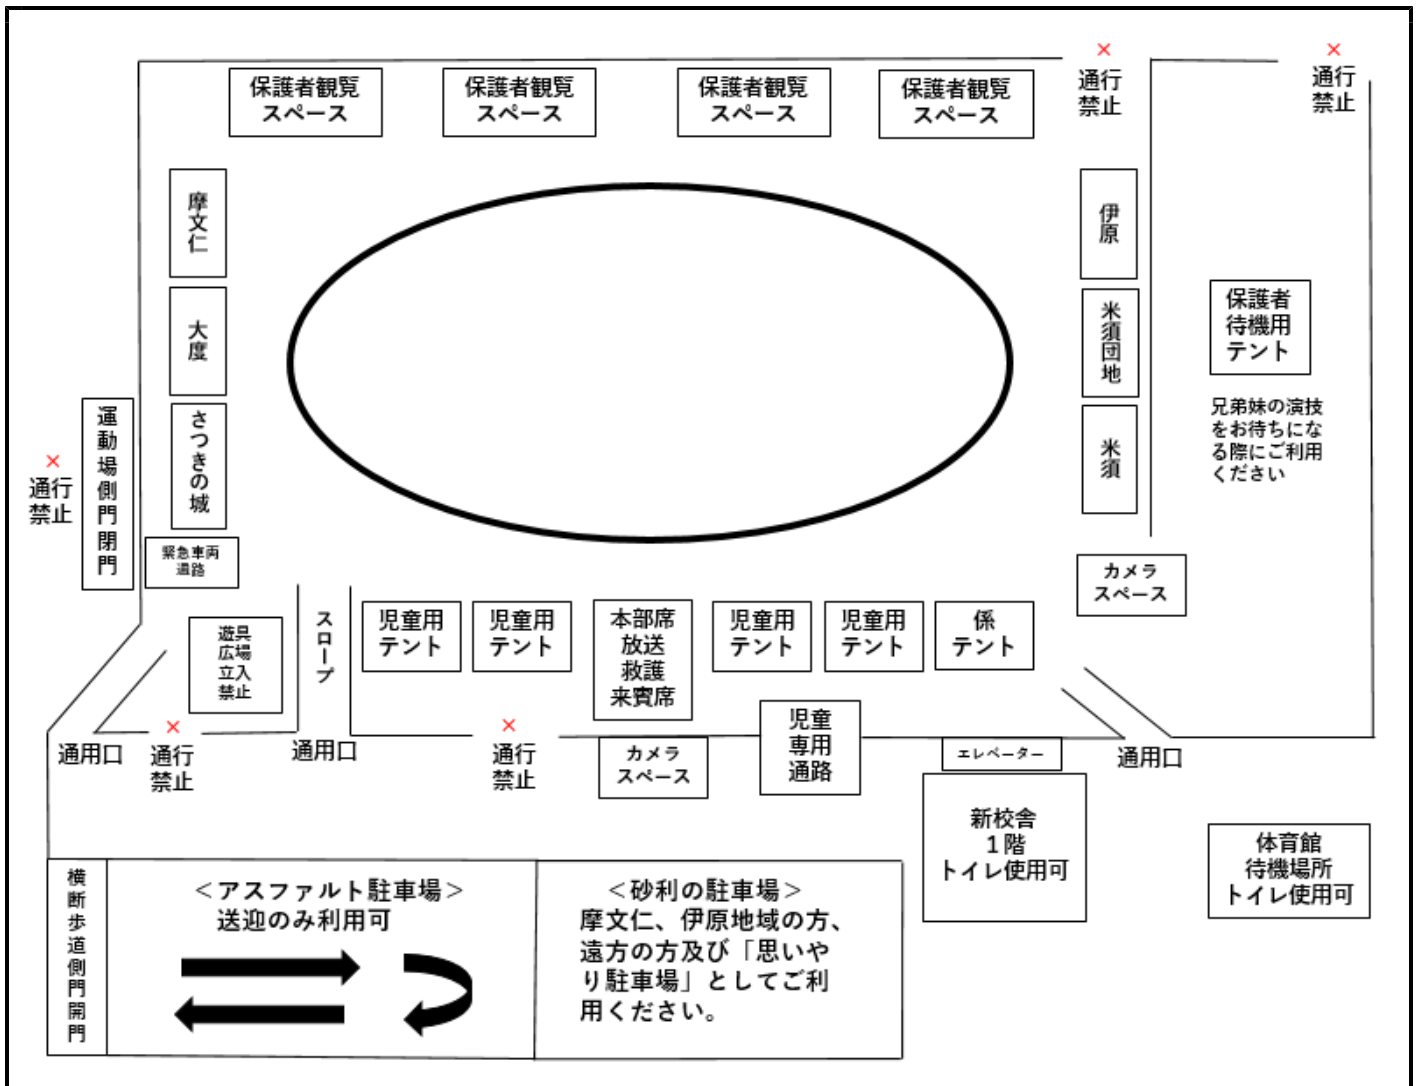 ×
通行
禁止
×
通行
禁止
保護者観覧
スペース
保護者観覧
スペース
保護者観覧
スペース
保護者観覧
スペース
摩文仁
大度
さつきの城
伊原
米須団地
米須
保護者
待機用
テント
兄弟妹の演技
をお待ちにな
る際にご利用
ください
×
通行
禁止
運動場側門閉門
緊急車両
通路
カメラ
スペース
遊具
広場
立入
禁止
スロープ
児童用
テント
児童用
テント
本部席
放送
救護
来賓席
児童用
テント
児童用
テント
係
テント
通用口
×
通行
禁止
通用口
×
通行
禁止
カメラ
スペース
児童
専用
通路
エレベーター
通用口
新校舎
1階
トイレ使用可
体育館
待機場所
トイレ使用可
横断歩道側門開門
＜アスファルト駐車場＞
送迎のみ利用可
＜砂利の駐車場＞
摩文仁、伊原地域の方、
遠方の方及び「思いや
り駐車場」としてご利
用ください。